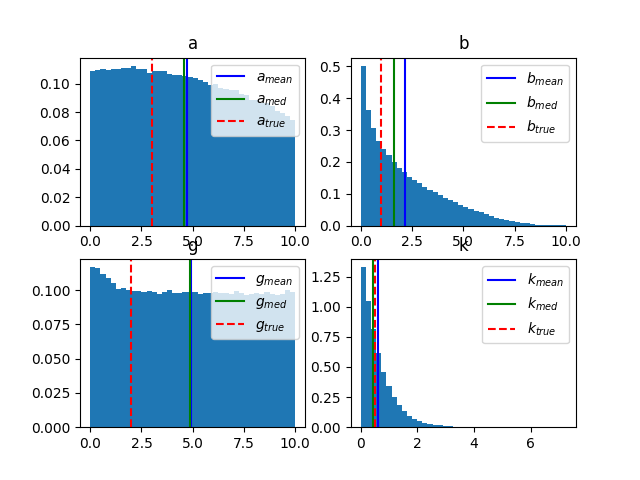 a
0.10
0.08
0.06
0.04
0.02
0.00
0.0 2.5 5.0 7.5 10.0
a_mean
a_med
a_true
b
0.5
0.4
0.3
0.2
0.1
0.0
0.0 2.5 5.0 7.5 10.0
b_mean
b_med
b_true
g
0.100
0.075
0.050
0.025
0.000
0.0 2.5 5.0 7.5 10.0
g_mean
g_med
g_true
k
1.25
1.00
0.75
0.50
0.25
0.00
0 2 4 6
k_mean
k_med
k_true